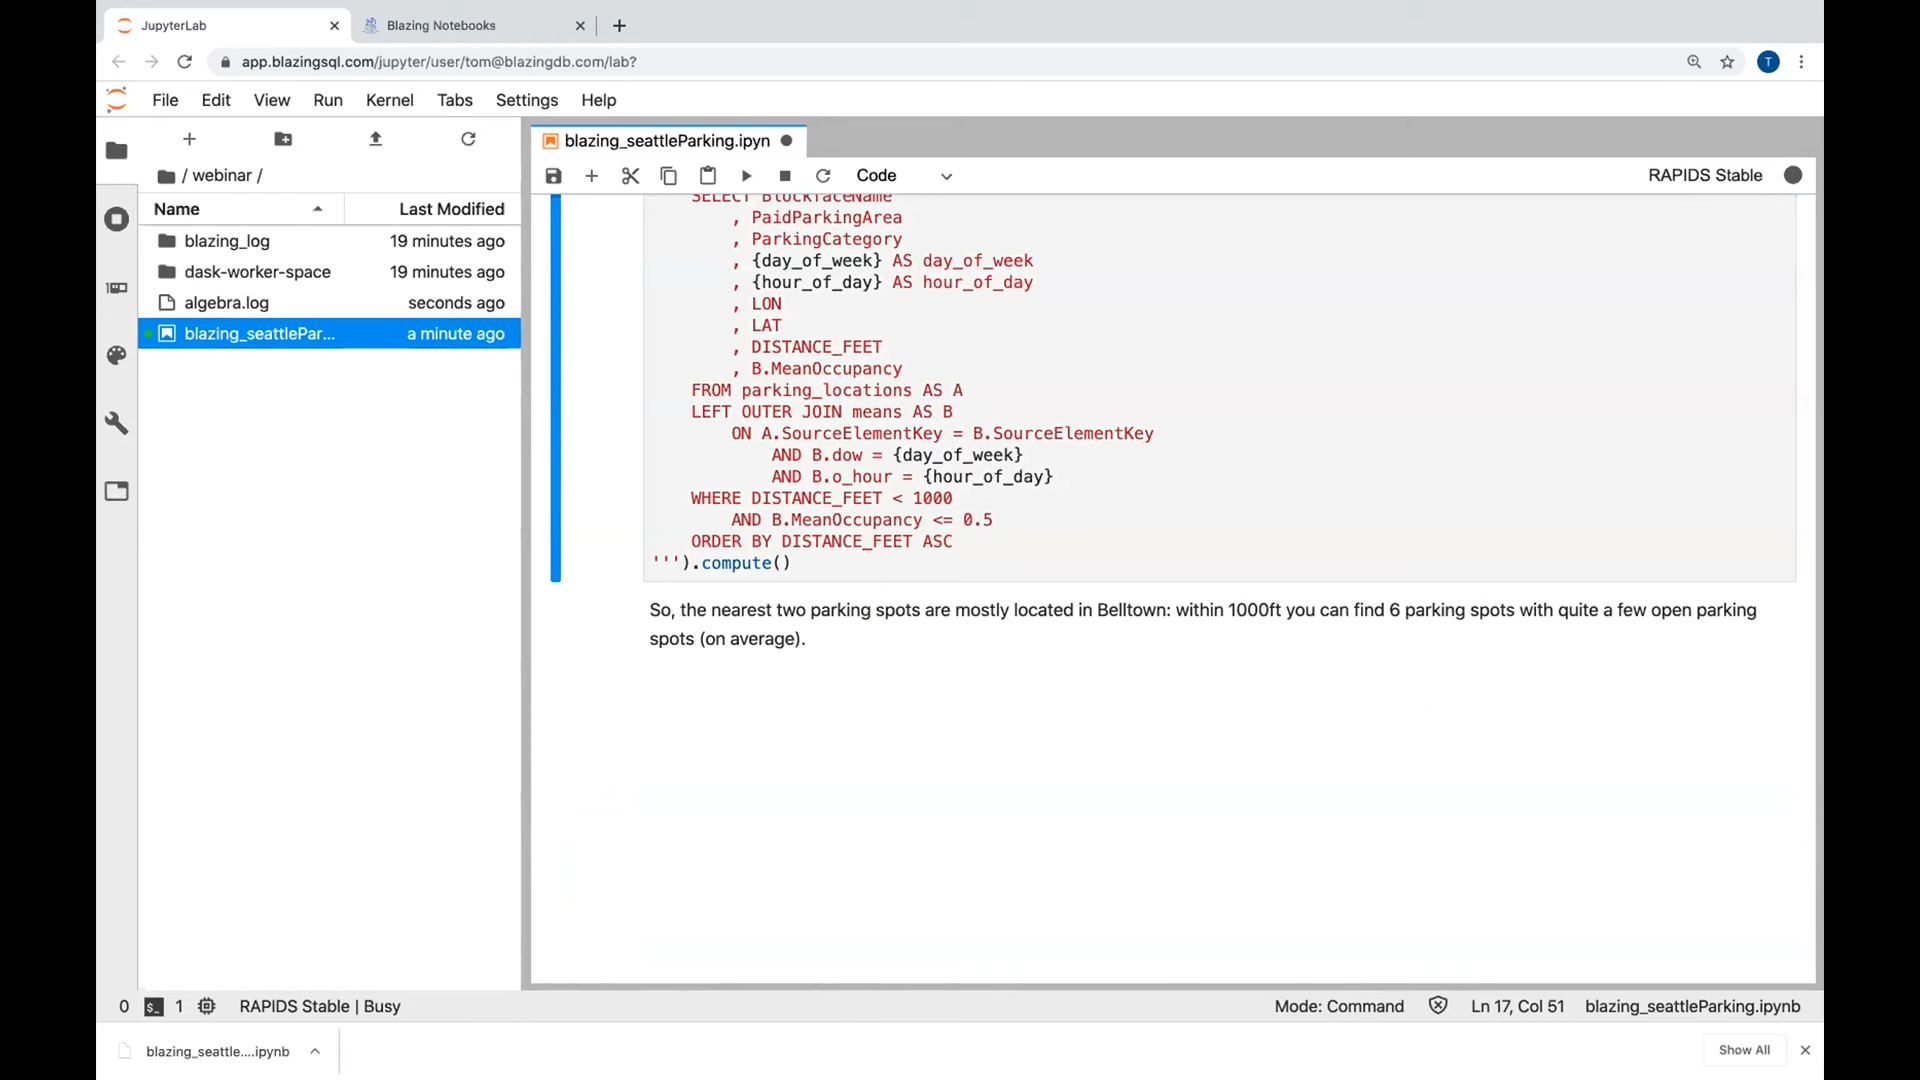 JupyterLab
Blazing Notebooks
app.blazingsql.com/jupyter/user/tom@blazingdb.com/lab?
T
File Edit View Run Kernel Tabs Settings Help
/ webinar /
Name Last Modified
blazing_log 19 minutes ago
dask-worker-space 19 minutes ago
algebra.log seconds ago
blazing_seattlePar... a minute ago
blazing_seattleParking.ipyn
Code
RAPIDS Stable
SELECT BlockfaceName
, PaidParkingArea
, ParkingCategory
, {day_of_week} AS day_of_week
, {hour_of_day} AS hour_of_day
, LON
, LAT
, DISTANCE_FEET
, B.MeanOccupancy
FROM parking_locations AS A
LEFT OUTER JOIN means AS B
ON A.SourceElementKey = B.SourceElementKey
AND B.dow = {day_of_week}
AND B.o_hour = {hour_of_day}
WHERE DISTANCE_FEET < 1000
AND B.MeanOccupancy <= 0.5
ORDER BY DISTANCE_FEET ASC
''').compute()
So, the nearest two parking spots are mostly located in Belltown: within 1000ft you can find 6 parking spots with quite a few open parking
spots (on average).
0 $_ 1 RAPIDS Stable | Busy
Mode: Command Ln 17, Col 51 blazing_seattleParking.ipynb
blazing_seattle....ipynb
Show All